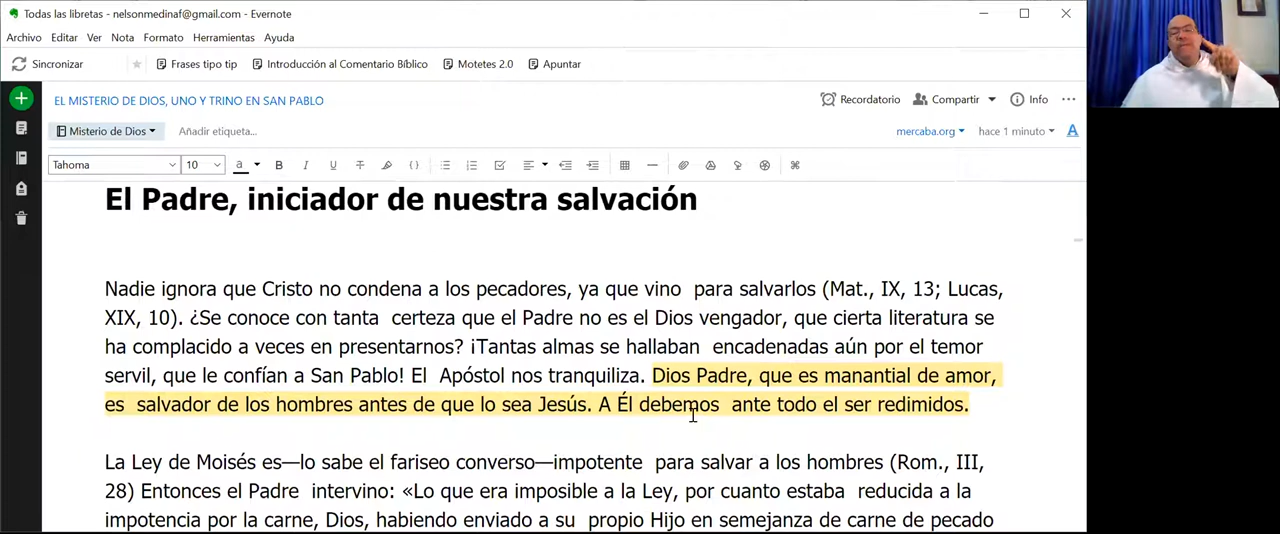 Todas las libretas - nelsonmedinaf@gmail.com - Evernote
Archivo Editar Ver Nota Formato Herramientas Ayuda
Sincronizar Frases tipo tip Introducción al Comentario Bíblico Motetes 2.0 Apuntar
EL MISTERIO DE DIOS, UNO Y TRINO EN SAN PABLO Recordatorio Compartir Info
Misterio de Dios Añadir etiqueta... mercaba.org hace 1 minuto A
Tahoma 10 a B I U T
El Padre, iniciador de nuestra salvación
Nadie ignora que Cristo no condena a los pecadores, ya que vino para salvarlos (Mat., IX, 13; Lucas,
XIX, 10). ¿Se conoce con tanta certeza que el Padre no es el Dios vengador, que cierta literatura se
ha complacido a veces en presentarnos? ¡Tantas almas se hallaban encadenadas aún por el temor
servil, que le confían a San Pablo! El Apóstol nos tranquiliza. Dios Padre, que es manantial de amor,
es salvador de los hombres antes de que lo sea Jesús. A Él debemos ante todo el ser redimidos.
La Ley de Moisés es—lo sabe el fariseo converso—impotente para salvar a los hombres (Rom., III,
28) Entonces el Padre intervino: «Lo que era imposible a la Ley, por cuanto estaba reducida a la
impotencia por la carne, Dios, habiendo enviado a su propio Hijo en semejanza de carne de pecado